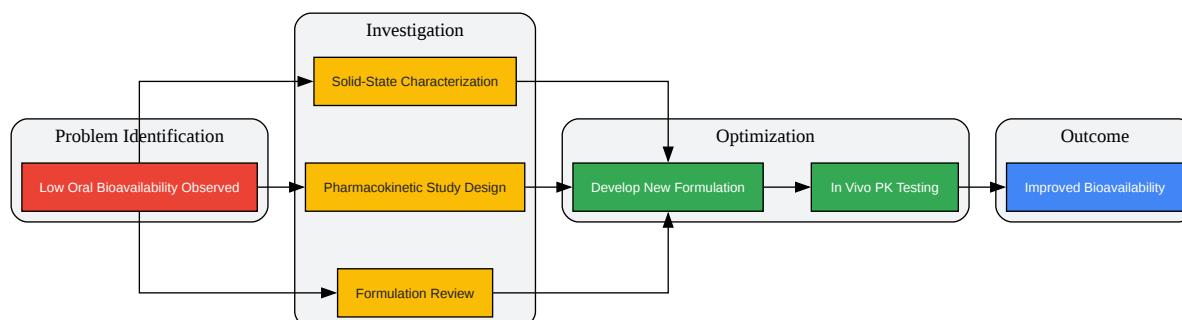 Investigation
Solid-State Characterization
Problem Identification
Optimization
Outcome
Low Oral Bioavailability Observed
Pharmacokinetic Study Design
Develop New Formulation
In Vivo PK Testing
Improved Bioavailability
Formulation Review